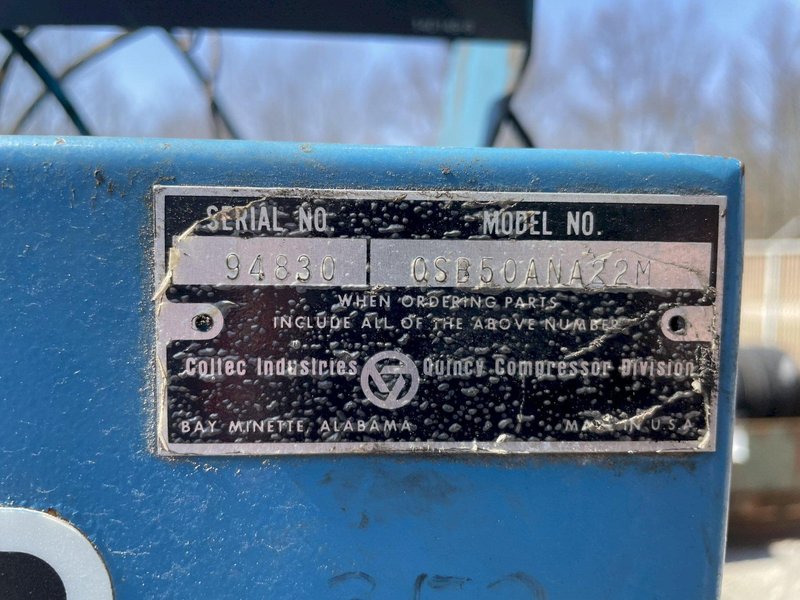 SERIAL NO. MODEL NO.
94830 QSB50ANA22M
WHEN ORDERING PARTS
INCLUDE ALL OF THE ABOVE NUMBERS
Coltec Industries Quincy Compressor Division
BAY MINETTE, ALABAMA MADE IN U.S.A